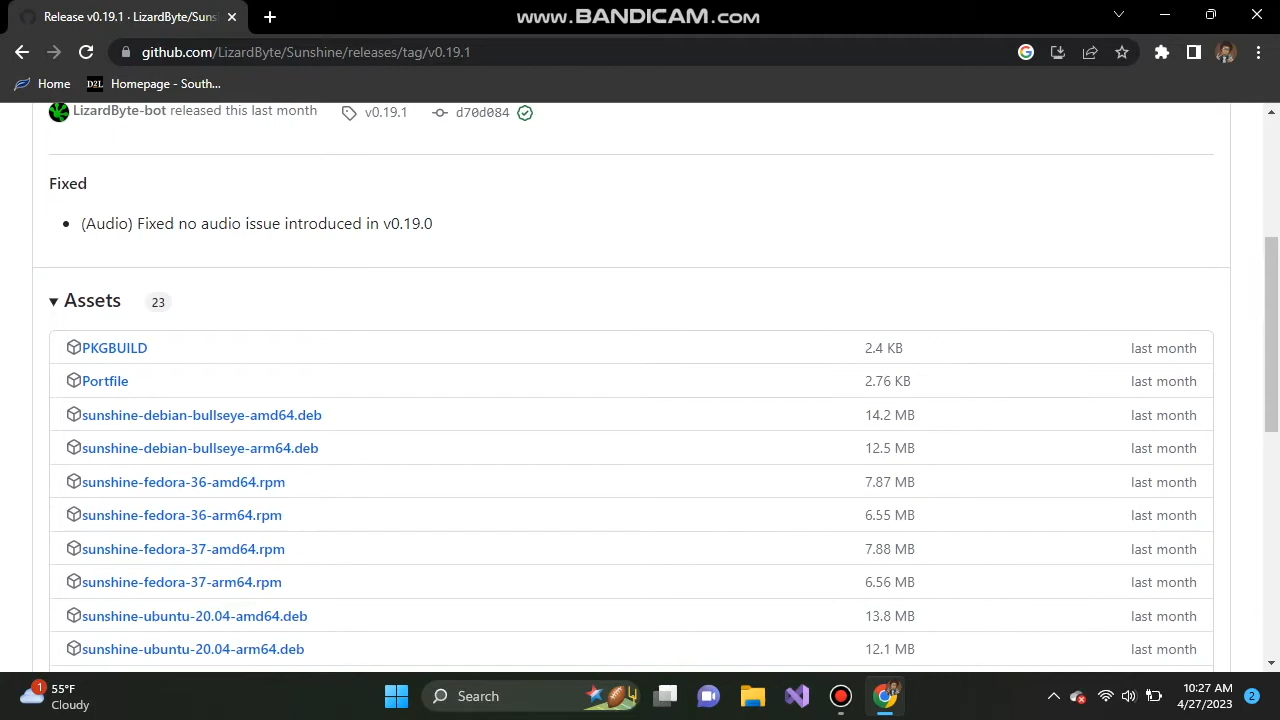 Release v0.19.1 · LizardByte/Suns
www.BANDICAM.com
github.com/LizardByte/Sunshine/releases/tag/v0.19.1
Home
D2L
Homepage - South...
LizardByte-bot released this last month
v0.19.1
d70d084
Fixed
(Audio) Fixed no audio issue introduced in v0.19.0
Assets 23
PKGBUILD 2.4 KB last month
Portfile 2.76 KB last month
sunshine-debian-bullseye-amd64.deb 14.2 MB last month
sunshine-debian-bullseye-arm64.deb 12.5 MB last month
sunshine-fedora-36-amd64.rpm 7.87 MB last month
sunshine-fedora-36-arm64.rpm 6.55 MB last month
sunshine-fedora-37-amd64.rpm 7.88 MB last month
sunshine-fedora-37-arm64.rpm 6.56 MB last month
sunshine-ubuntu-20.04-amd64.deb 13.8 MB last month
sunshine-ubuntu-20.04-arm64.deb 12.1 MB last month
1
55°F
Cloudy
Search
10:27 AM
4/27/2023
2